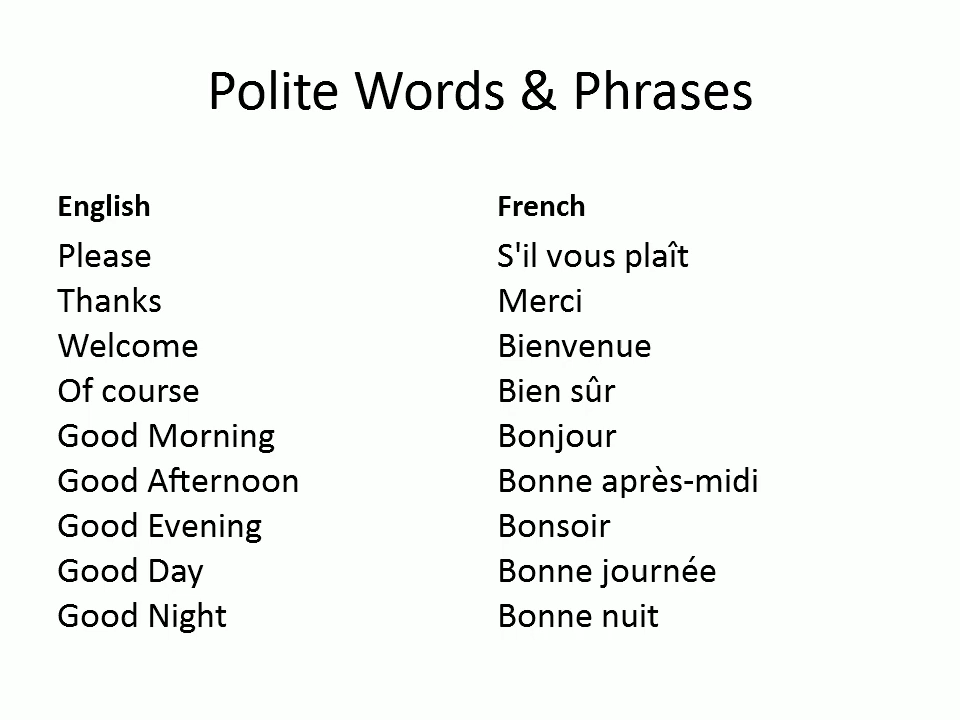 Polite Words & Phrases
English French
Please S'il vous plaît
Thanks Merci
Welcome Bienvenue
Of course Bien sûr
Good Morning Bonjour
Good Afternoon Bonne après-midi
Good Evening Bonsoir
Good Day Bonne journée
Good Night Bonne nuit